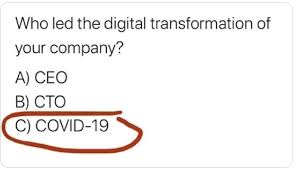 Who led the digital transformation of
your company?
A) CEO
B) CTO
C) COVID-19